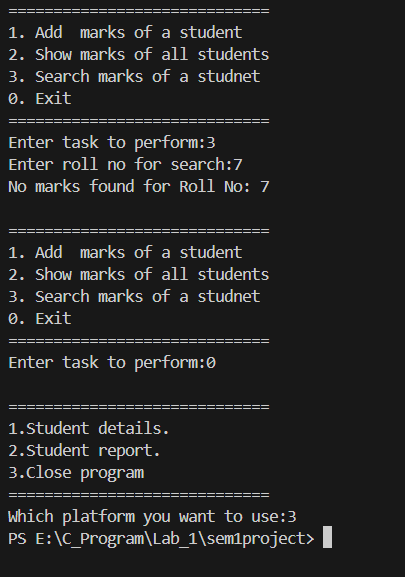 =============================
1. Add  marks of a student
2. Show marks of all students
3. Search marks of a studnet
0. Exit
=============================
Enter task to perform:3
Enter roll no for search:7
No marks found for Roll No: 7

=============================
1. Add  marks of a student
2. Show marks of all students
3. Search marks of a studnet
0. Exit
=============================
Enter task to perform:0

=============================
1.Student details.
2.Student report.
3.Close program
=============================
Which platform you want to use:3
PS E:\C_Program\Lab_1\sem1project>